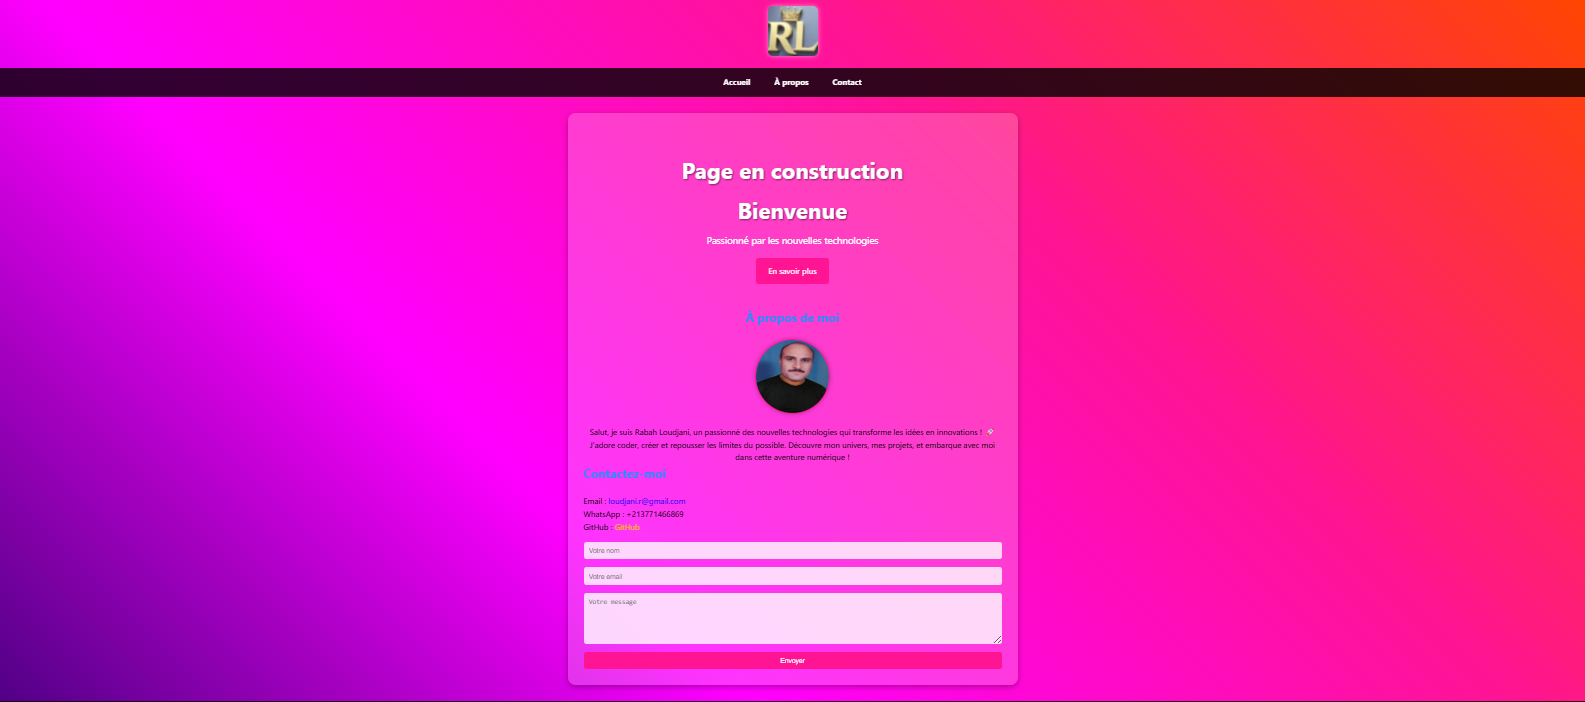 RL
Accueil À propos Contact
Page en construction
Bienvenue
Passionné par les nouvelles technologies
En savoir plus
À propos de moi
Salut, je suis Rabah Loudjani, un passionné des nouvelles technologies qui transforme les idées en innovations ! 🚀
J'adore coder, créer et repousser les limites du possible. Découvre mon univers, mes projets, et embarque avec moi
dans cette aventure numérique !
Contactez-moi
Email : loudjani.r@gmail.com
WhatsApp : +213771466869
GitHub : GitHub
Votre nom
Votre email
Votre message
Envoyer